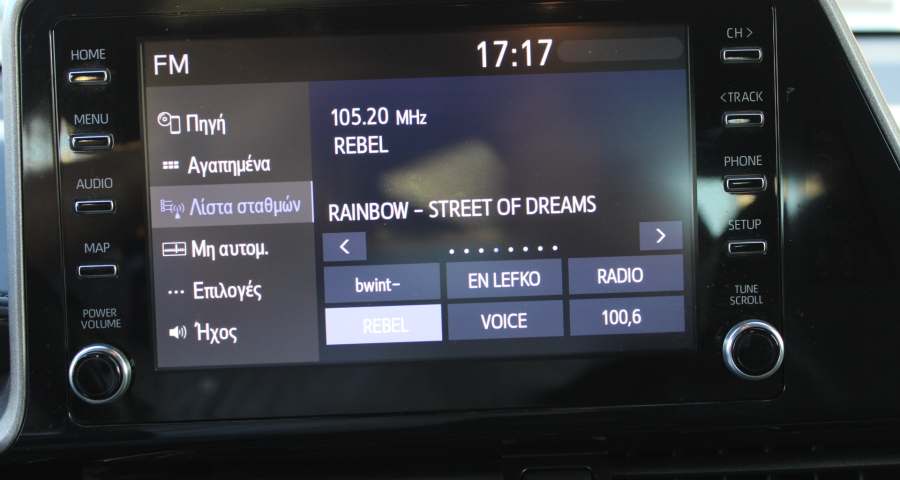 FM
17:17
HOME
MENU
AUDIO
MAP
POWER
VOLUME
Πηγή
Αγαπημένα
Λίστα σταθμών
Μη αυτομ.
Επιλογές
Ήχος
105.20 MHz
REBEL
RAINBOW - STREET OF DREAMS
< >
bwint- EN LEFKO RADIO
REBEL VOICE 100,6
CH >
< TRACK
PHONE
SETUP
TUNE
SCROLL